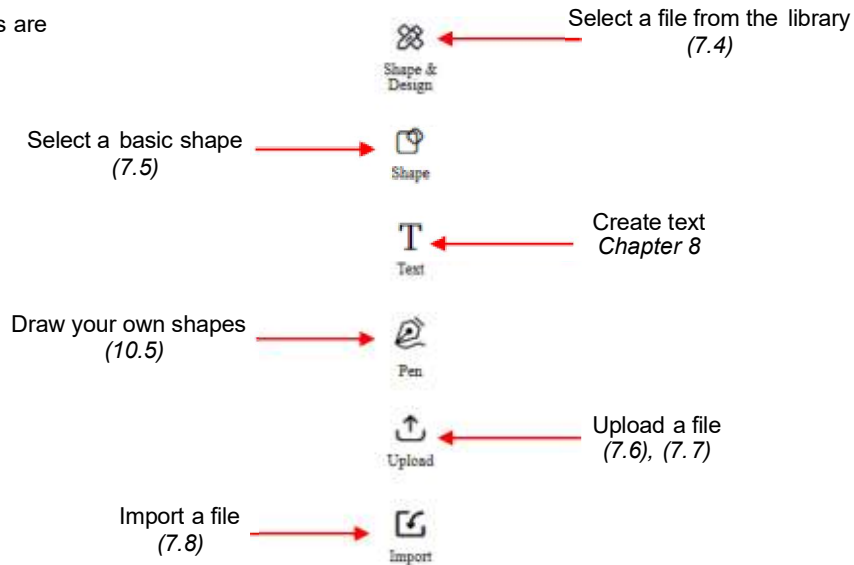 s are
Select a file from the library
(7.4)
Shape &
Design
Select a basic shape
(7.5)
Shape
Create text
Chapter 8
T
Text
Draw your own shapes
(10.5)
Pen
Upload a file
(7.6), (7.7)
Upload
Import a file
(7.8)
Import